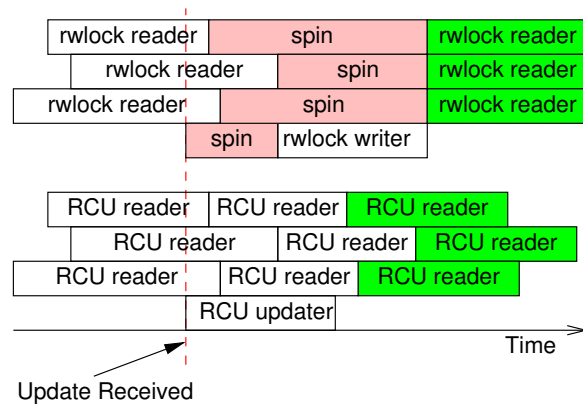 rwlock reader spin rwlock reader
rwlock reader spin rwlock reader
rwlock reader spin rwlock reader
spin rwlock writer
RCU reader RCU reader RCU reader
RCU reader RCU reader RCU reader
RCU reader RCU reader RCU reader
RCU updater
Time
Update Received